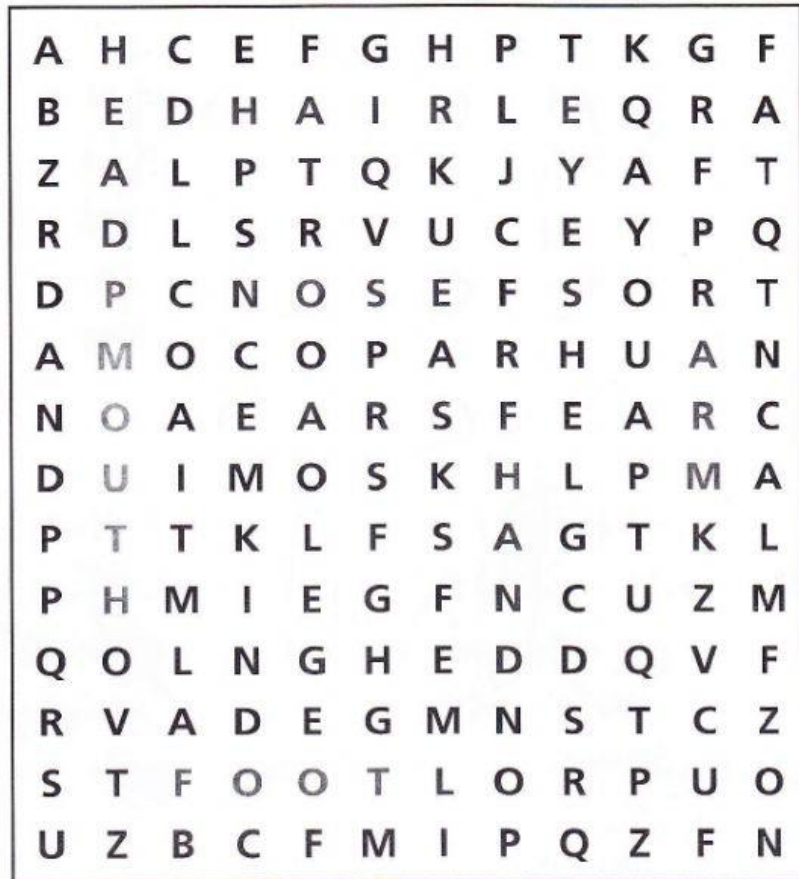 A H C E F G H P T K G F
B E D H A I R L E Q R A
Z A L P T Q K J Y A F T
R D L S R V U C E Y P Q
D P C N O S E F S O R T
A M O C O P A R H U A N
N O A E A R S F E A R C
D U I M O S K H L P M A
P T T K L F S A G T K L
P H M I E G F N C U Z M
Q O L N G H E D D Q V F
R V A D E G M N S T C Z
S T F O O T L O R P U O
U Z B C F M I P Q Z F N